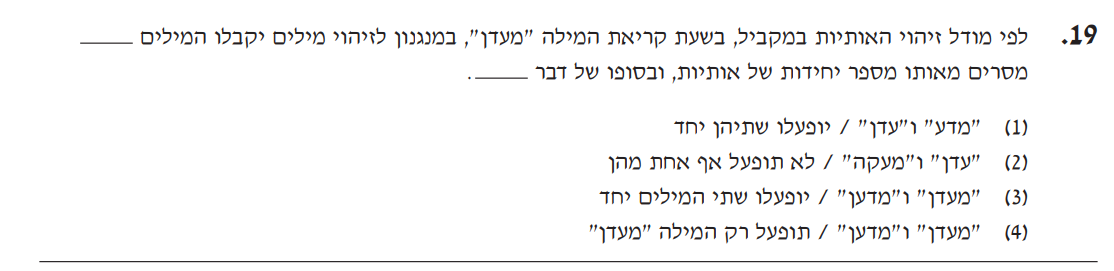 19. לפי מודל זיהוי האותיות במקביל, בשעת קריאת המילה "מעדן", במנגנון לזיהוי מילים יקבלו המילים _____
מסרים מאותו מספר יחידות של אותיות, ובסופו של דבר _____ .
(1) "מדע" ו"עדן" / יופעלו שתיהן יחד
(2) "עדן" ו"מעקה" / לא תופעל אף אחת מהן
(3) "מעדן" ו"מדען" / יופעלו שתי המילים יחד
(4) "מעדן" ו"מדען" / תופעל רק המילה "מעדן"